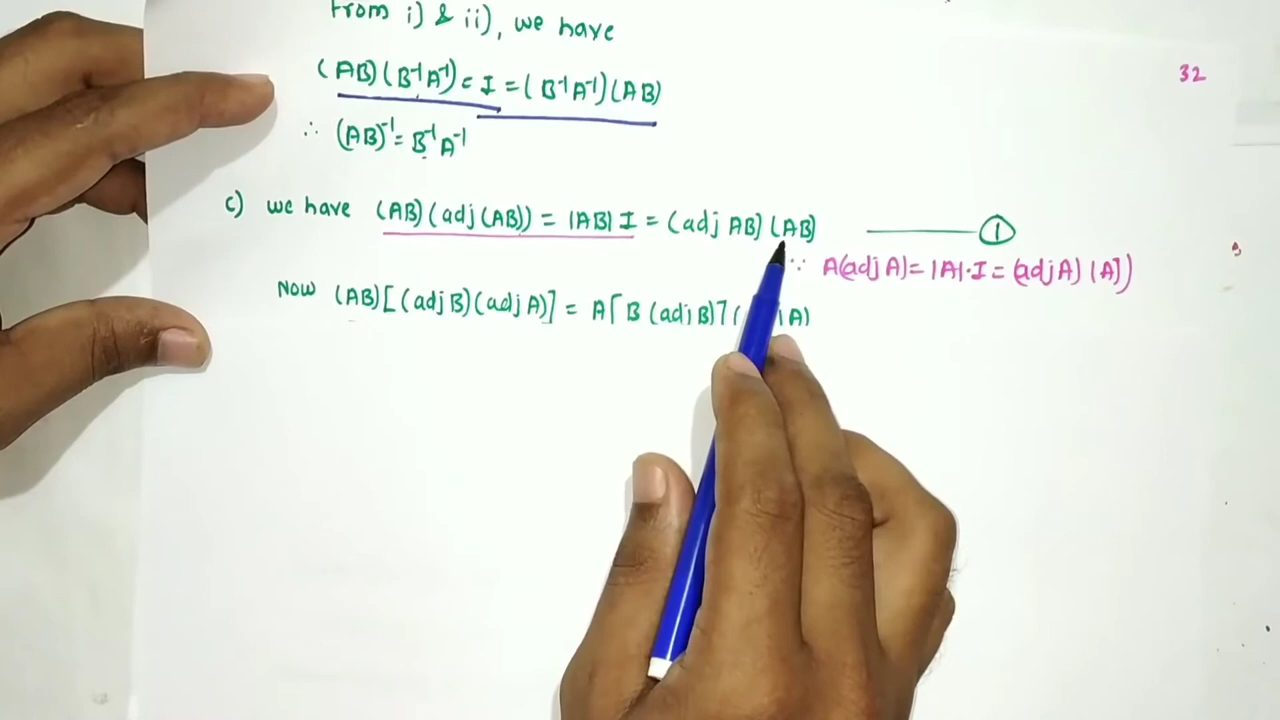 From i) & ii), we have
32
(AB)(B⁻¹A⁻¹) = I = (B⁻¹A⁻¹)(AB)
∴ (AB)⁻¹ = B⁻¹A⁻¹
c) we have (AB)(adj(AB)) = |AB| I = (adj AB)(AB) ——— ①
∵ A(adj A) = |A|·I = (adj A)(A])
Now (AB)[(adj B)(adj A)] = A[B (adj B)] ( A)